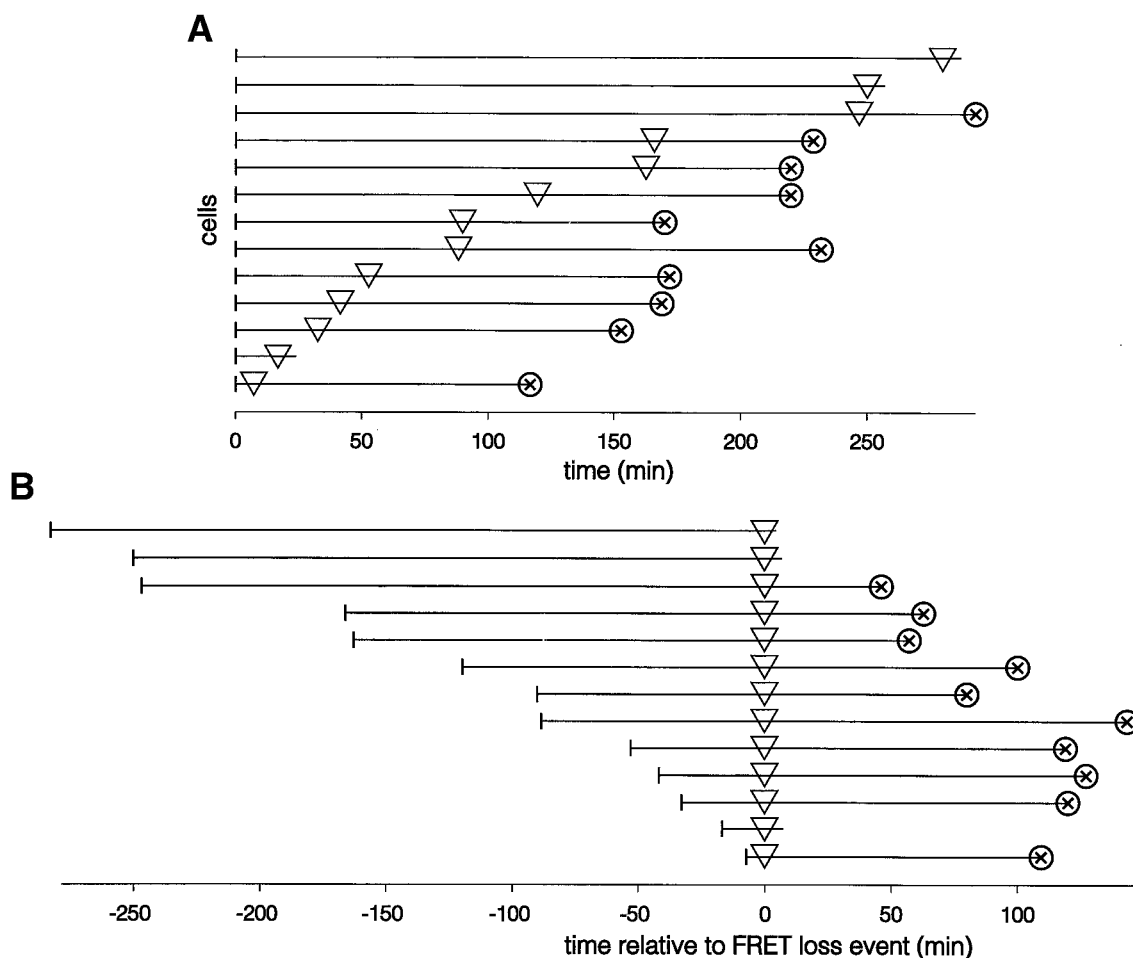 A
cells
0 50 100 150 200 250
time (min)
B
-250 -200 -150 -100 -50 0 50 100
time relative to FRET loss event (min)